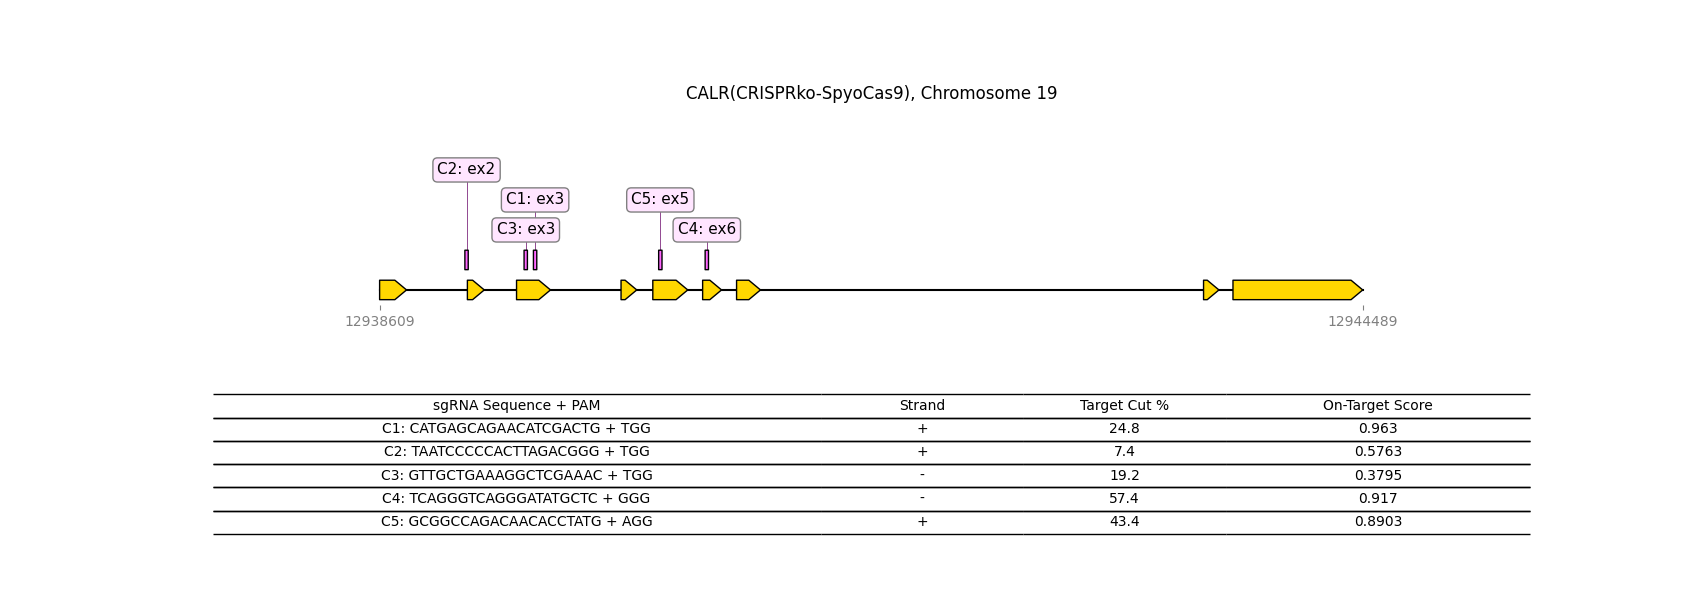 CALR(CRISPRko-SpyoCas9), Chromosome 19
C2: ex2
C1: ex3
C5: ex5
C3: ex3
C4: ex6
12938609
12944489
sgRNA Sequence + PAM Strand Target Cut % On-Target Score
C1: CATGAGCAGAACATCGACTG + TGG + 24.8 0.963
C2: TAATCCCCCACTTAGACGGG + TGG + 7.4 0.5763
C3: GTTGCTGAAAGGCTCGAAAC + TGG - 19.2 0.3795
C4: TCAGGGTCAGGGATATGCTC + GGG - 57.4 0.917
C5: GCGGCCAGACAACACCTATG + AGG + 43.4 0.8903